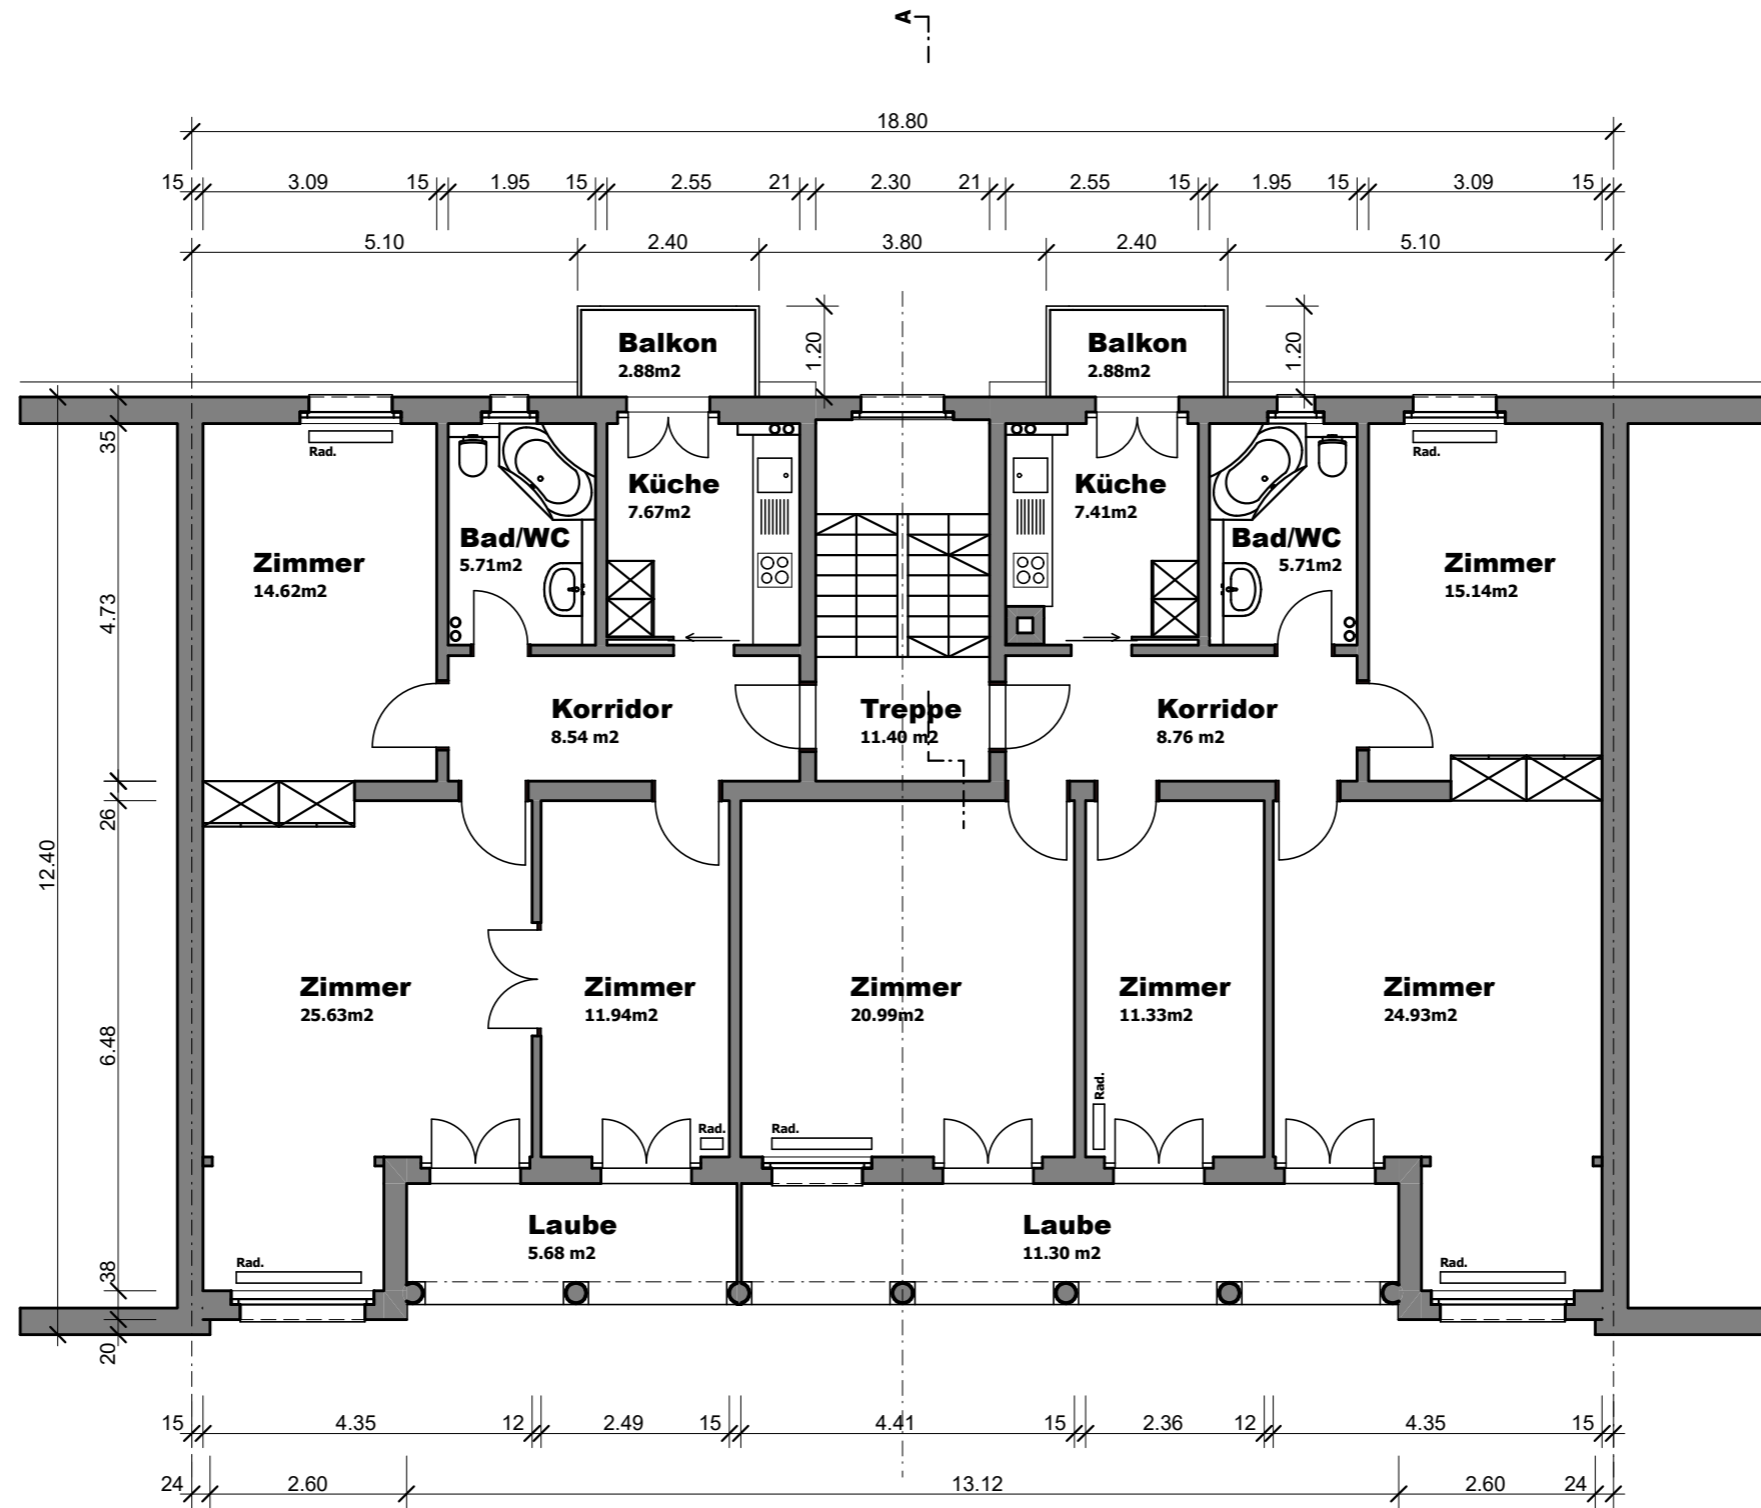 A
18.80
15 3.09 15 1.95 15 2.55 21 2.30 21 2.55 15 1.95 15 3.09 15
5.10 2.40 3.80 2.40 5.10
1.20
1.20
Balkon
2.88m2
Balkon
2.88m2
35
4.73
26
12.40
6.48
38
20
Rad.
Rad.
Küche
7.67m2
Küche
7.41m2
Bad/WC
5.71m2
Bad/WC
5.71m2
Zimmer
14.62m2
Zimmer
15.14m2
Korridor
8.54 m2
Treppe
11.40 m2
Korridor
8.76 m2
Zimmer
25.63m2
Zimmer
11.94m2
Zimmer
20.99m2
Zimmer
11.33m2
Zimmer
24.93m2
Rad.
Rad.
Rad.
Laube
5.68 m2
Laube
11.30 m2
Rad.
Rad.
15 4.35 12 2.49 15 4.41 15 2.36 12 4.35 15
24 2.60 13.12 2.60 24